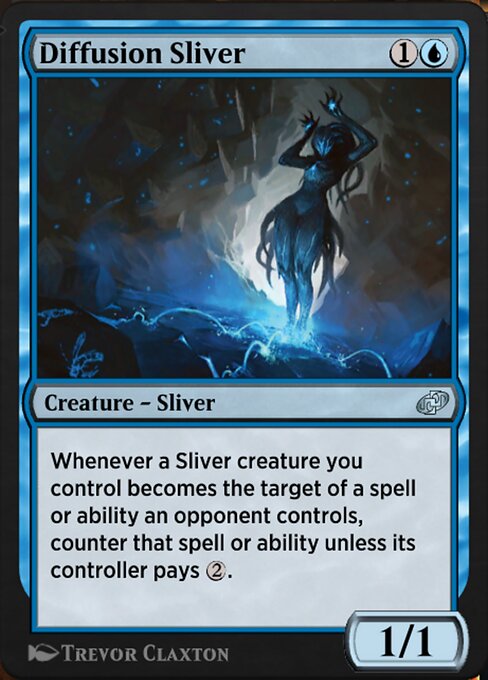 Diffusion Sliver 1
Creature – Sliver
Whenever a Sliver creature you
control becomes the target of a spell
or ability an opponent controls,
counter that spell or ability unless its
controller pays 2.
1/1
Trevor Claxton